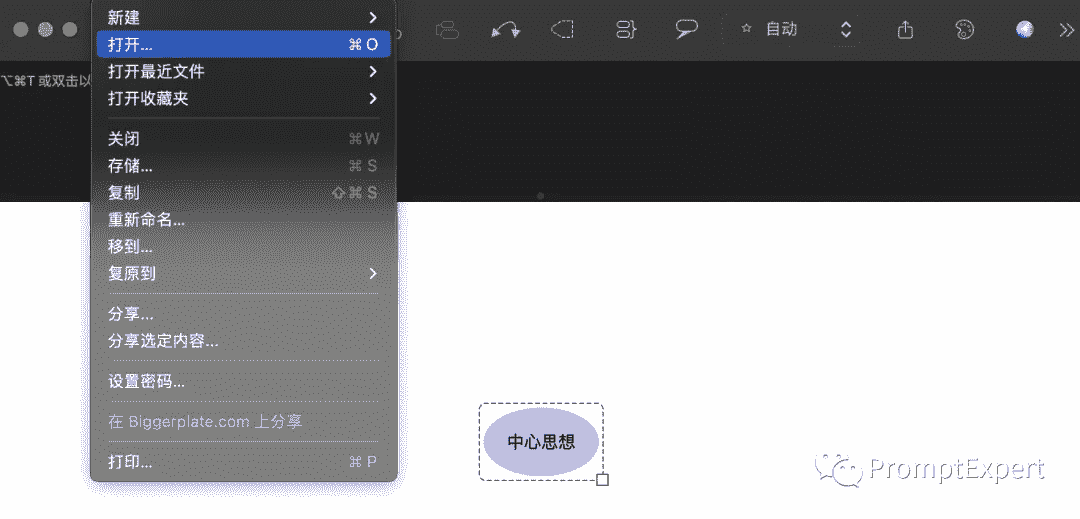 新建
打开... ⌘ O
打开最近文件
打开收藏夹
关闭 ⌘ W
存储... ⌘ S
复制 ⇧ ⌘ S
重新命名...
移到...
复原到
分享...
分享选定内容...
设置密码...
在 Biggerplate.com 上分享
打印... ⌘ P
自动
⌥⌘T 或双击以
中心思想
PromptExpert